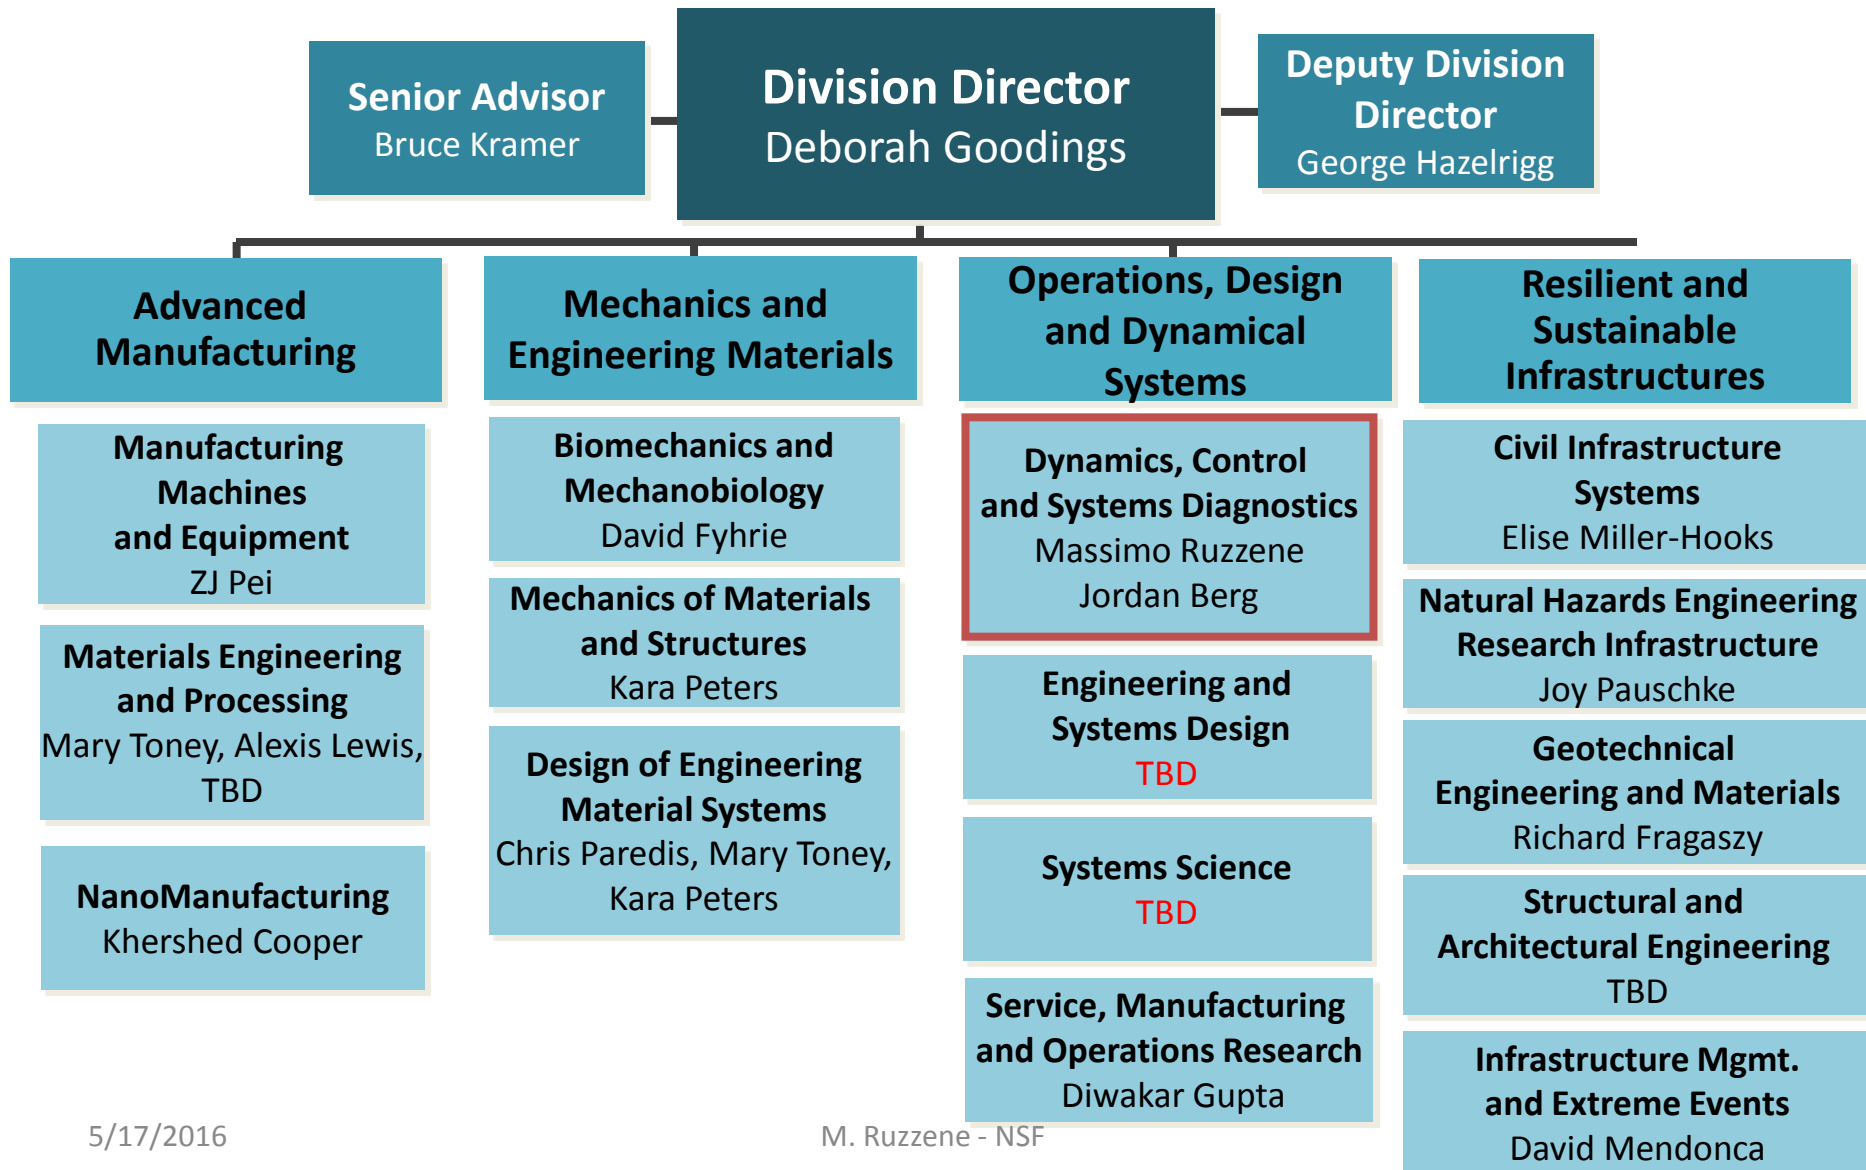 Senior Advisor
Bruce Kramer
Division Director
Deborah Goodings
Deputy Division
Director
George Hazelrigg
Advanced
Manufacturing
Manufacturing
Machines
and Equipment
ZJ Pei
Materials Engineering
and Processing
Mary Toney, Alexis Lewis,
TBD
NanoManufacturing
Khershed Cooper
Mechanics and
Engineering Materials
Biomechanics and
Mechanobiology
David Fyhrie
Mechanics of Materials
and Structures
Kara Peters
Design of Engineering
Material Systems
Chris Paredis, Mary Toney,
Kara Peters
Operations, Design
and Dynamical
Systems
Dynamics, Control
and Systems Diagnostics
Massimo Ruzzene
Jordan Berg
Engineering and
Systems Design
TBD
Systems Science
TBD
Service, Manufacturing
and Operations Research
Diwakar Gupta
Resilient and
Sustainable
Infrastructures
Civil Infrastructure
Systems
Elise Miller-Hooks
Natural Hazards Engineering
Research Infrastructure
Joy Pauschke
Geotechnical
Engineering and Materials
Richard Fragaszy
Structural and
Architectural Engineering
TBD
Infrastructure Mgmt.
and Extreme Events
David Mendonca
5/17/2016
M. Ruzzene - NSF